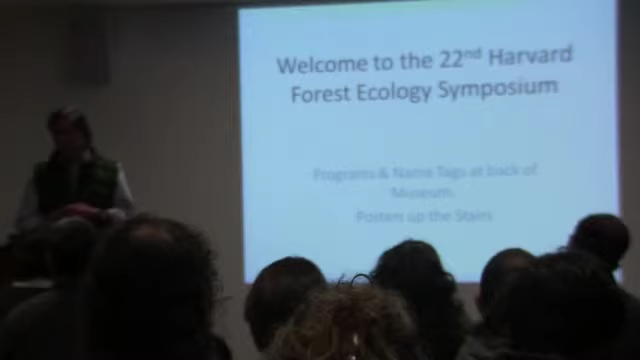 Welcome to the 22nd Harvard
Forest Ecology Symposium
Programs & Name Tags at back of
Museum.
Posters up the Stairs